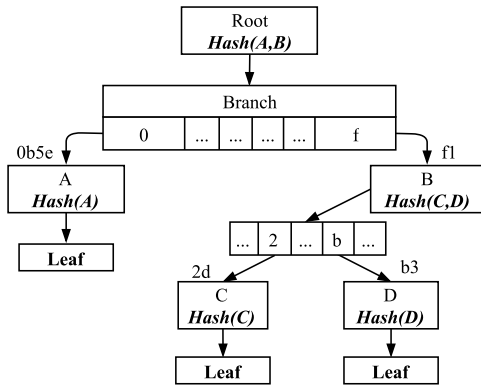 Root
Hash(A,B)
Branch
0 ... ... ... ... f
0b5e
f1
A
Hash(A)
B
Hash(C,D)
Leaf
... 2 ... b ...
2d
b3
C
Hash(C)
D
Hash(D)
Leaf
Leaf